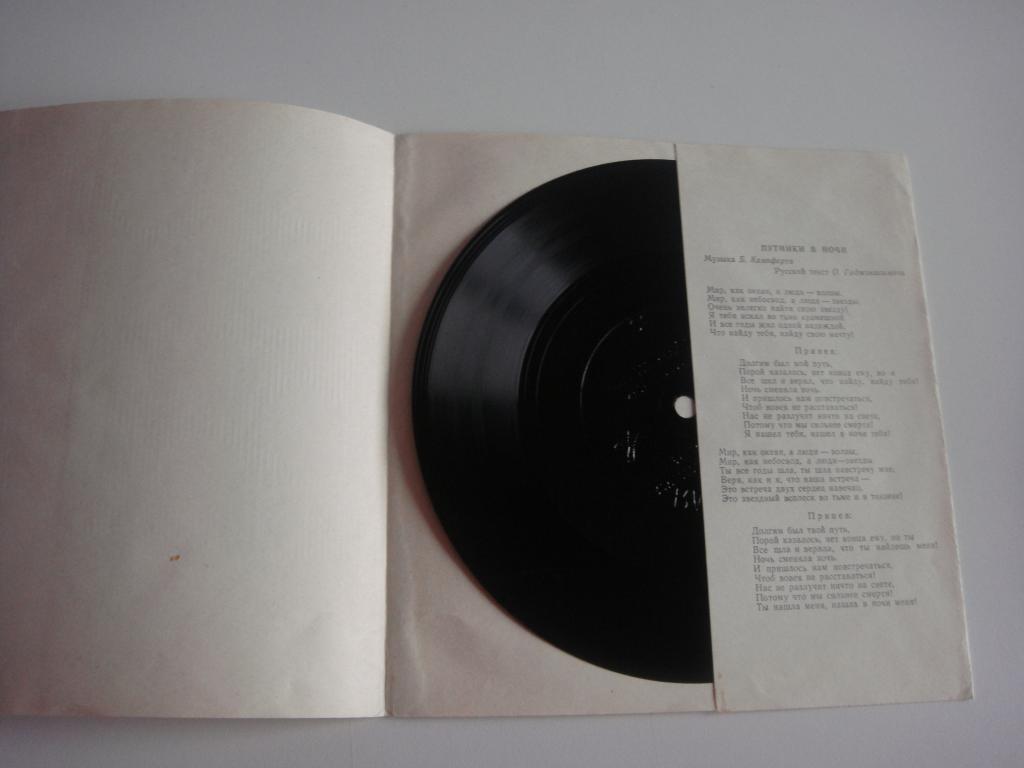 ПУТНИКИ В НОЧИ
Музыка Б. Кемпферта
Русский текст О. Гаджикасимова
Мир, как океан, а люди — волны,
Мир, как небосвод, а люди — звезды,
Очень нелегко найти свою звезду!
Я тебя искал во тьме кромешной
И все годы жил одной надеждой,
Что найду тебя, найду свою мечту!
Припев:
Долгим был мой путь,
Порой казалось, нет конца ему, но я
Все шел и верил, что найду, найду тебя!
Ночь сменяла ночь.
И пришлось нам повстречаться,
Чтоб вовек не расставаться!
Нас не разлучит ничто на свете,
Потому что мы сильнее смерти!
Я нашел тебя, нашел в ночи тебя!
Мир, как океан, а люди — волны,
Мир, как небосвод, а люди—звезды
Ты все годы шла, ты шла навстречу мне,
Веря, как и я, что наша встреча —
Это встреча двух сердец навечно,
Это звездный всплеск во тьме и в тишине!
Припев:
Долгим был твой путь,
Порой казалось, нет конца ему, но ты
Все шла и верила, что ты найдешь меня!
Ночь сменяла ночь.
И пришлось нам повстречаться,
Чтоб вовек не расставаться!
Нас не разлучит ничто на свете,
Потому что мы сильнее смерти!
Ты нашла меня, нашла в ночи меня!